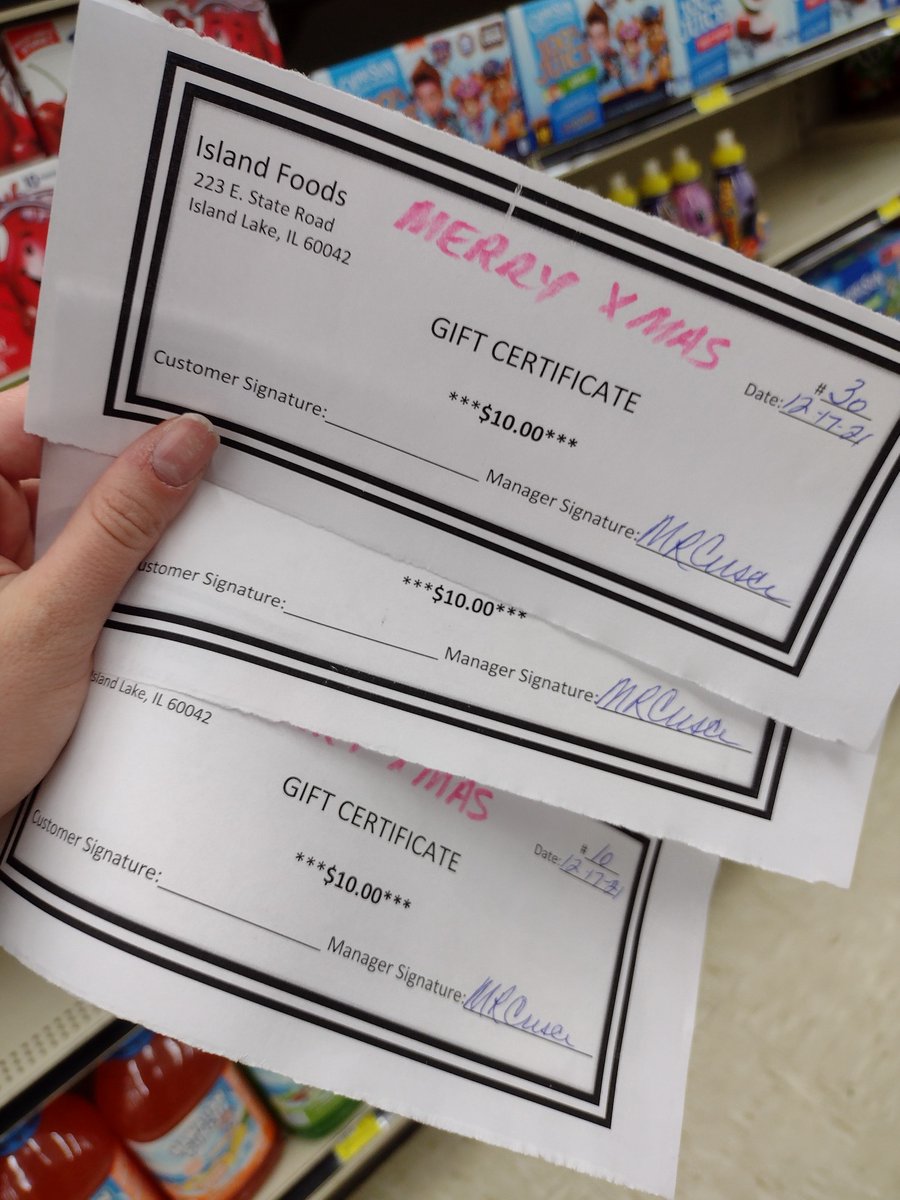 Island Foods
223 E. State Road
Island Lake, IL 60042
MERRY XMAS
GIFT CERTIFICATE
# 30
Date: 12-17-21
***$10.00***
Customer Signature:
Manager Signature:
***$10.00***
ustomer Signature:
Manager Signature:
sland Lake, IL 60042
XMAS
GIFT CERTIFICATE
# 10
Date: 12-17-21
***$10.00***
Customer Signature:
Manager Signature: